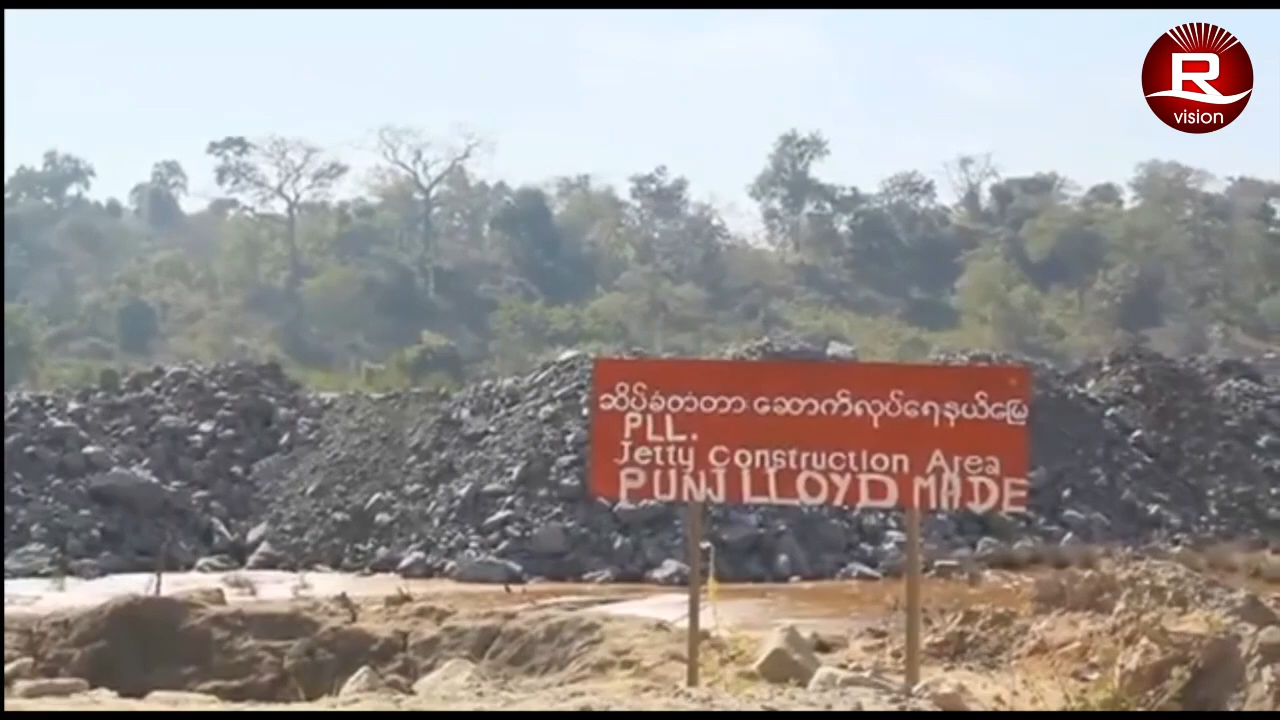 R
vision
ဆိပ်ခံတံတား ဆောက်လုပ်ရေနယ်မြေ
PLL.
Jetty Construction Area
PUNJ LLOYD MADE